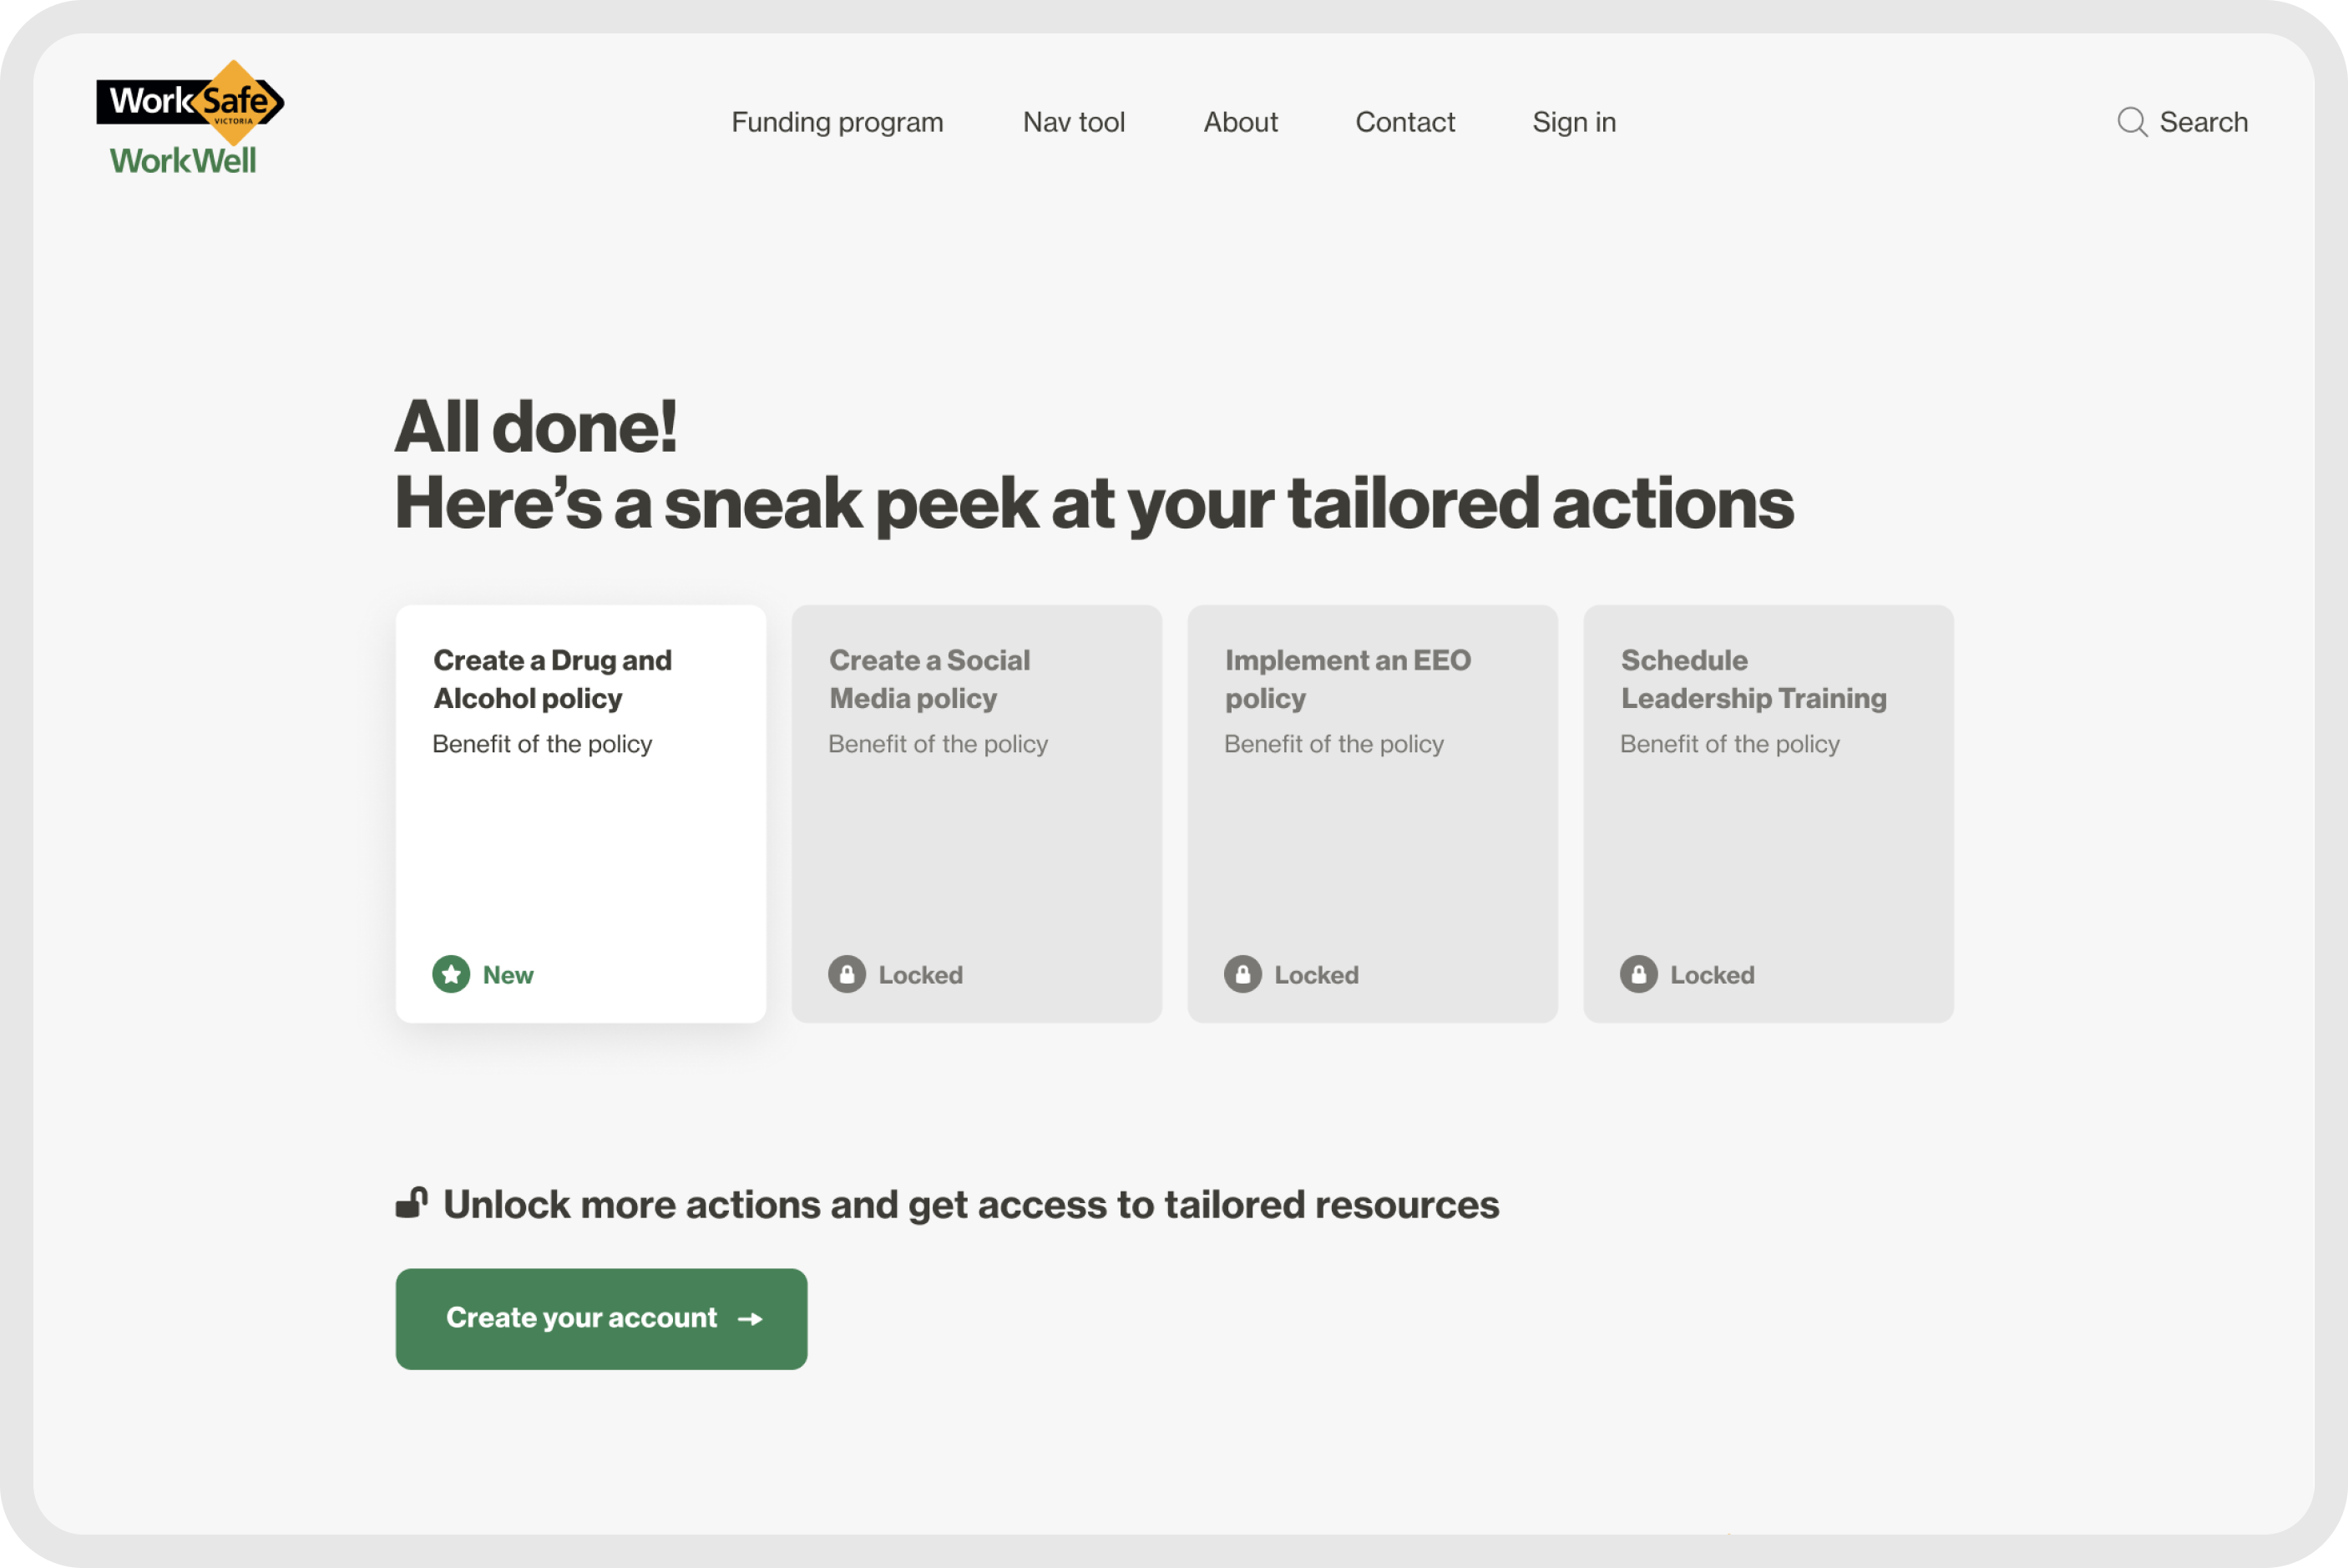 WorkSafe
VICTORIA
WorkWell
Funding program
Nav tool
About
Contact
Sign in
Search
All done!
Here’s a sneak peek at your tailored actions
Create a Drug and
Alcohol policy
Benefit of the policy
New
Create a Social
Media policy
Benefit of the policy
Locked
Implement an EEO
policy
Benefit of the policy
Locked
Schedule
Leadership Training
Benefit of the policy
Locked
Unlock more actions and get access to tailored resources
Create your account